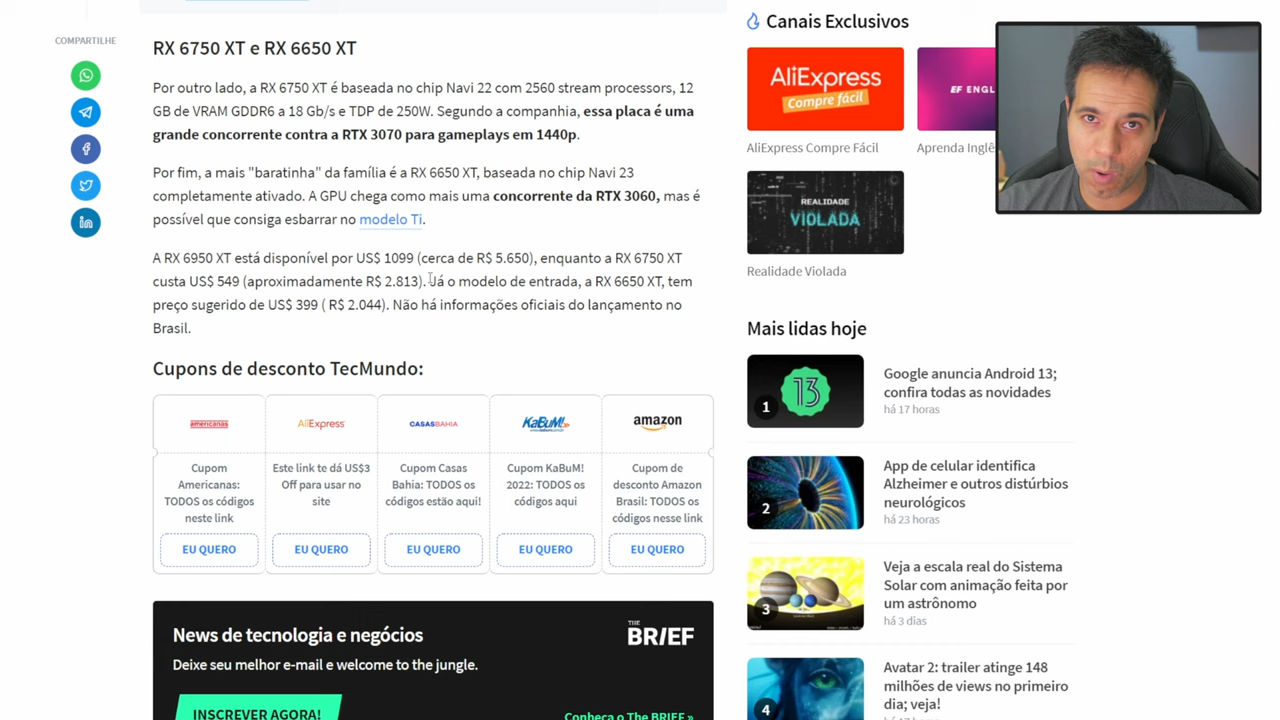 COMPARTILHE
RX 6750 XT e RX 6650 XT
Por outro lado, a RX 6750 XT é baseada no chip Navi 22 com 2560 stream processors, 12
GB de VRAM GDDR6 a 18 Gb/s e TDP de 250W. Segundo a companhia, essa placa é uma
grande concorrente contra a RTX 3070 para gameplays em 1440p.
Por fim, a mais "baratinha" da família é a RX 6650 XT, baseada no chip Navi 23
completamente ativado. A GPU chega como mais uma concorrente da RTX 3060, mas é
possível que consiga esbarrar no modelo Ti.
A RX 6950 XT está disponível por US$ 1099 (cerca de R$ 5.650), enquanto a RX 6750 XT
custa US$ 549 (aproximadamente R$ 2.813). Já o modelo de entrada, a RX 6650 XT, tem
preço sugerido de US$ 399 ( R$ 2.044). Não há informações oficiais do lançamento no
Brasil.
Cupons de desconto TecMundo:
americanas
AliExpress
CASASBAHIA
KaBuM!
www.kabum.com.br
amazon
Cupom
Americanas:
TODOS os códigos
neste link
Este link te dá US$3
Off para usar no
site
Cupom Casas
Bahia: TODOS os
códigos estão aqui!
Cupom KaBuM!
2022: TODOS os
códigos aqui
Cupom de
desconto Amazon
Brasil: TODOS os
códigos nesse link
EU QUERO
EU QUERO
EU QUERO
EU QUERO
EU QUERO
News de tecnologia e negócios
THE
BR/EF
Deixe seu melhor e-mail e welcome to the jungle.
INSCREVER AGORA!
Conheça o The BRIEF »
Canais Exclusivos
AliExpress
Compre fácil
EF ENGL
AliExpress Compre Fácil
Aprenda Inglê
REALIDADE
VIOLADA
Realidade Violada
Mais lidas hoje
13
1
Google anuncia Android 13;
confira todas as novidades
há 17 horas
2
App de celular identifica
Alzheimer e outros distúrbios
neurológicos
há 23 horas
3
Veja a escala real do Sistema
Solar com animação feita por
um astrônomo
há 3 dias
4
Avatar 2: trailer atinge 148
milhões de views no primeiro
dia; veja!